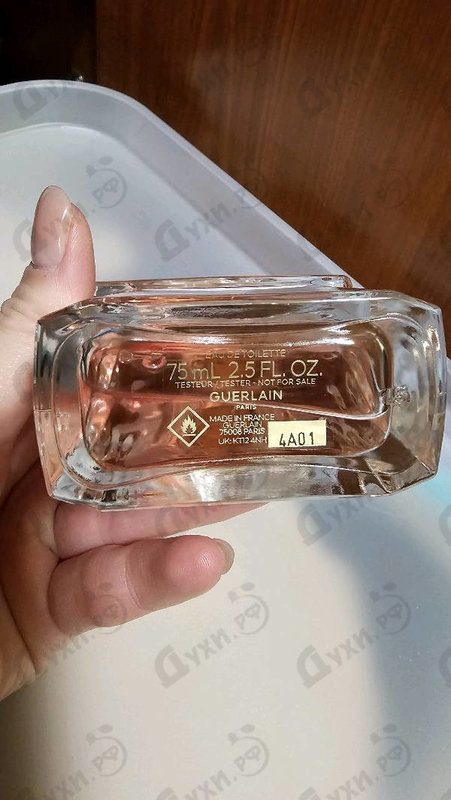 EAU DE TOILETTE
75 mL 2.5 FL. OZ.
TESTEUR / TESTER - NOT FOR SALE
GUERLAIN
PARIS
MADE IN FRANCE
GUERLAIN
75008 PARIS
UK: KT12 4NH
4A01
Духи.РФ